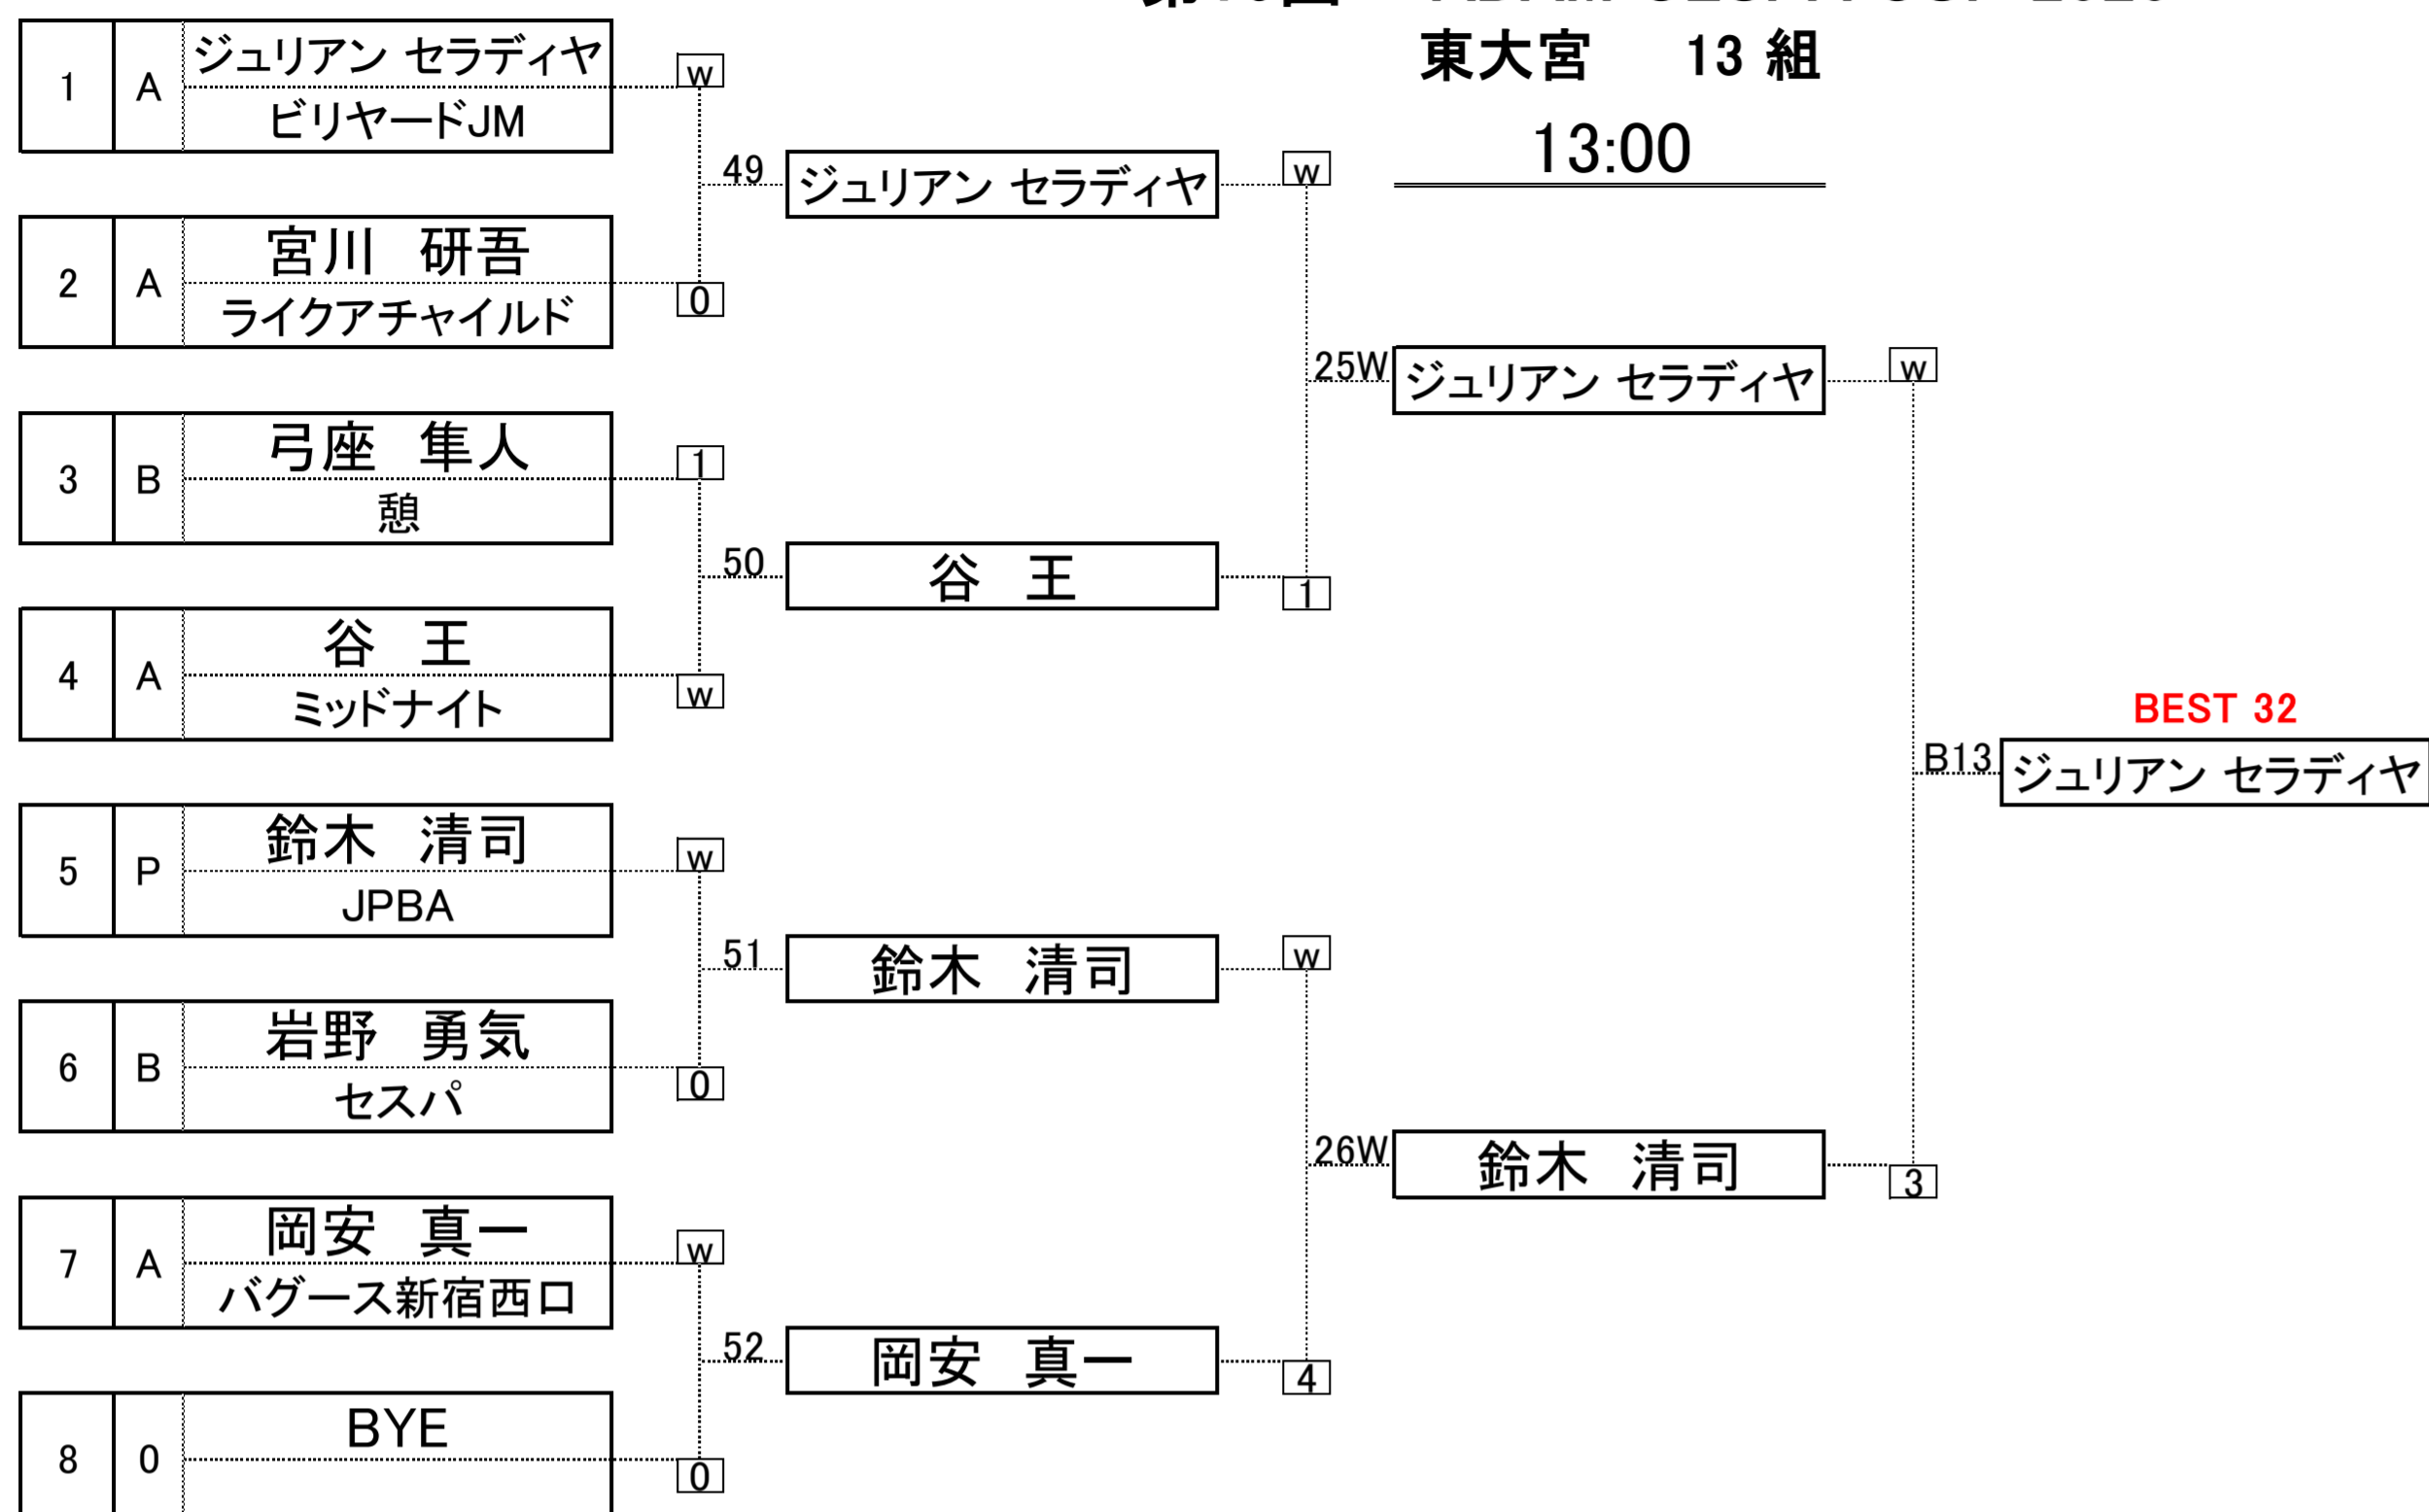 東大宮 13 組
13:00
1 A ジュリアン セラディヤ
ビリヤードJM
w
49 ジュリアン セラディヤ w
2 A 宮川 研吾
ライクアチャイルド
0
25W ジュリアン セラディヤ w
3 B 弓座 隼人
憩
1
50 谷 王 1
4 A 谷 王
ミッドナイト
w
BEST 32
B13 ジュリアン セラディヤ
5 P 鈴木 清司
JPBA
w
51 鈴木 清司 w
6 B 岩野 勇気
セスパ
0
26W 鈴木 清司 3
7 A 岡安 真一
バグース新宿西口
w
52 岡安 真一 4
8 0 BYE
0